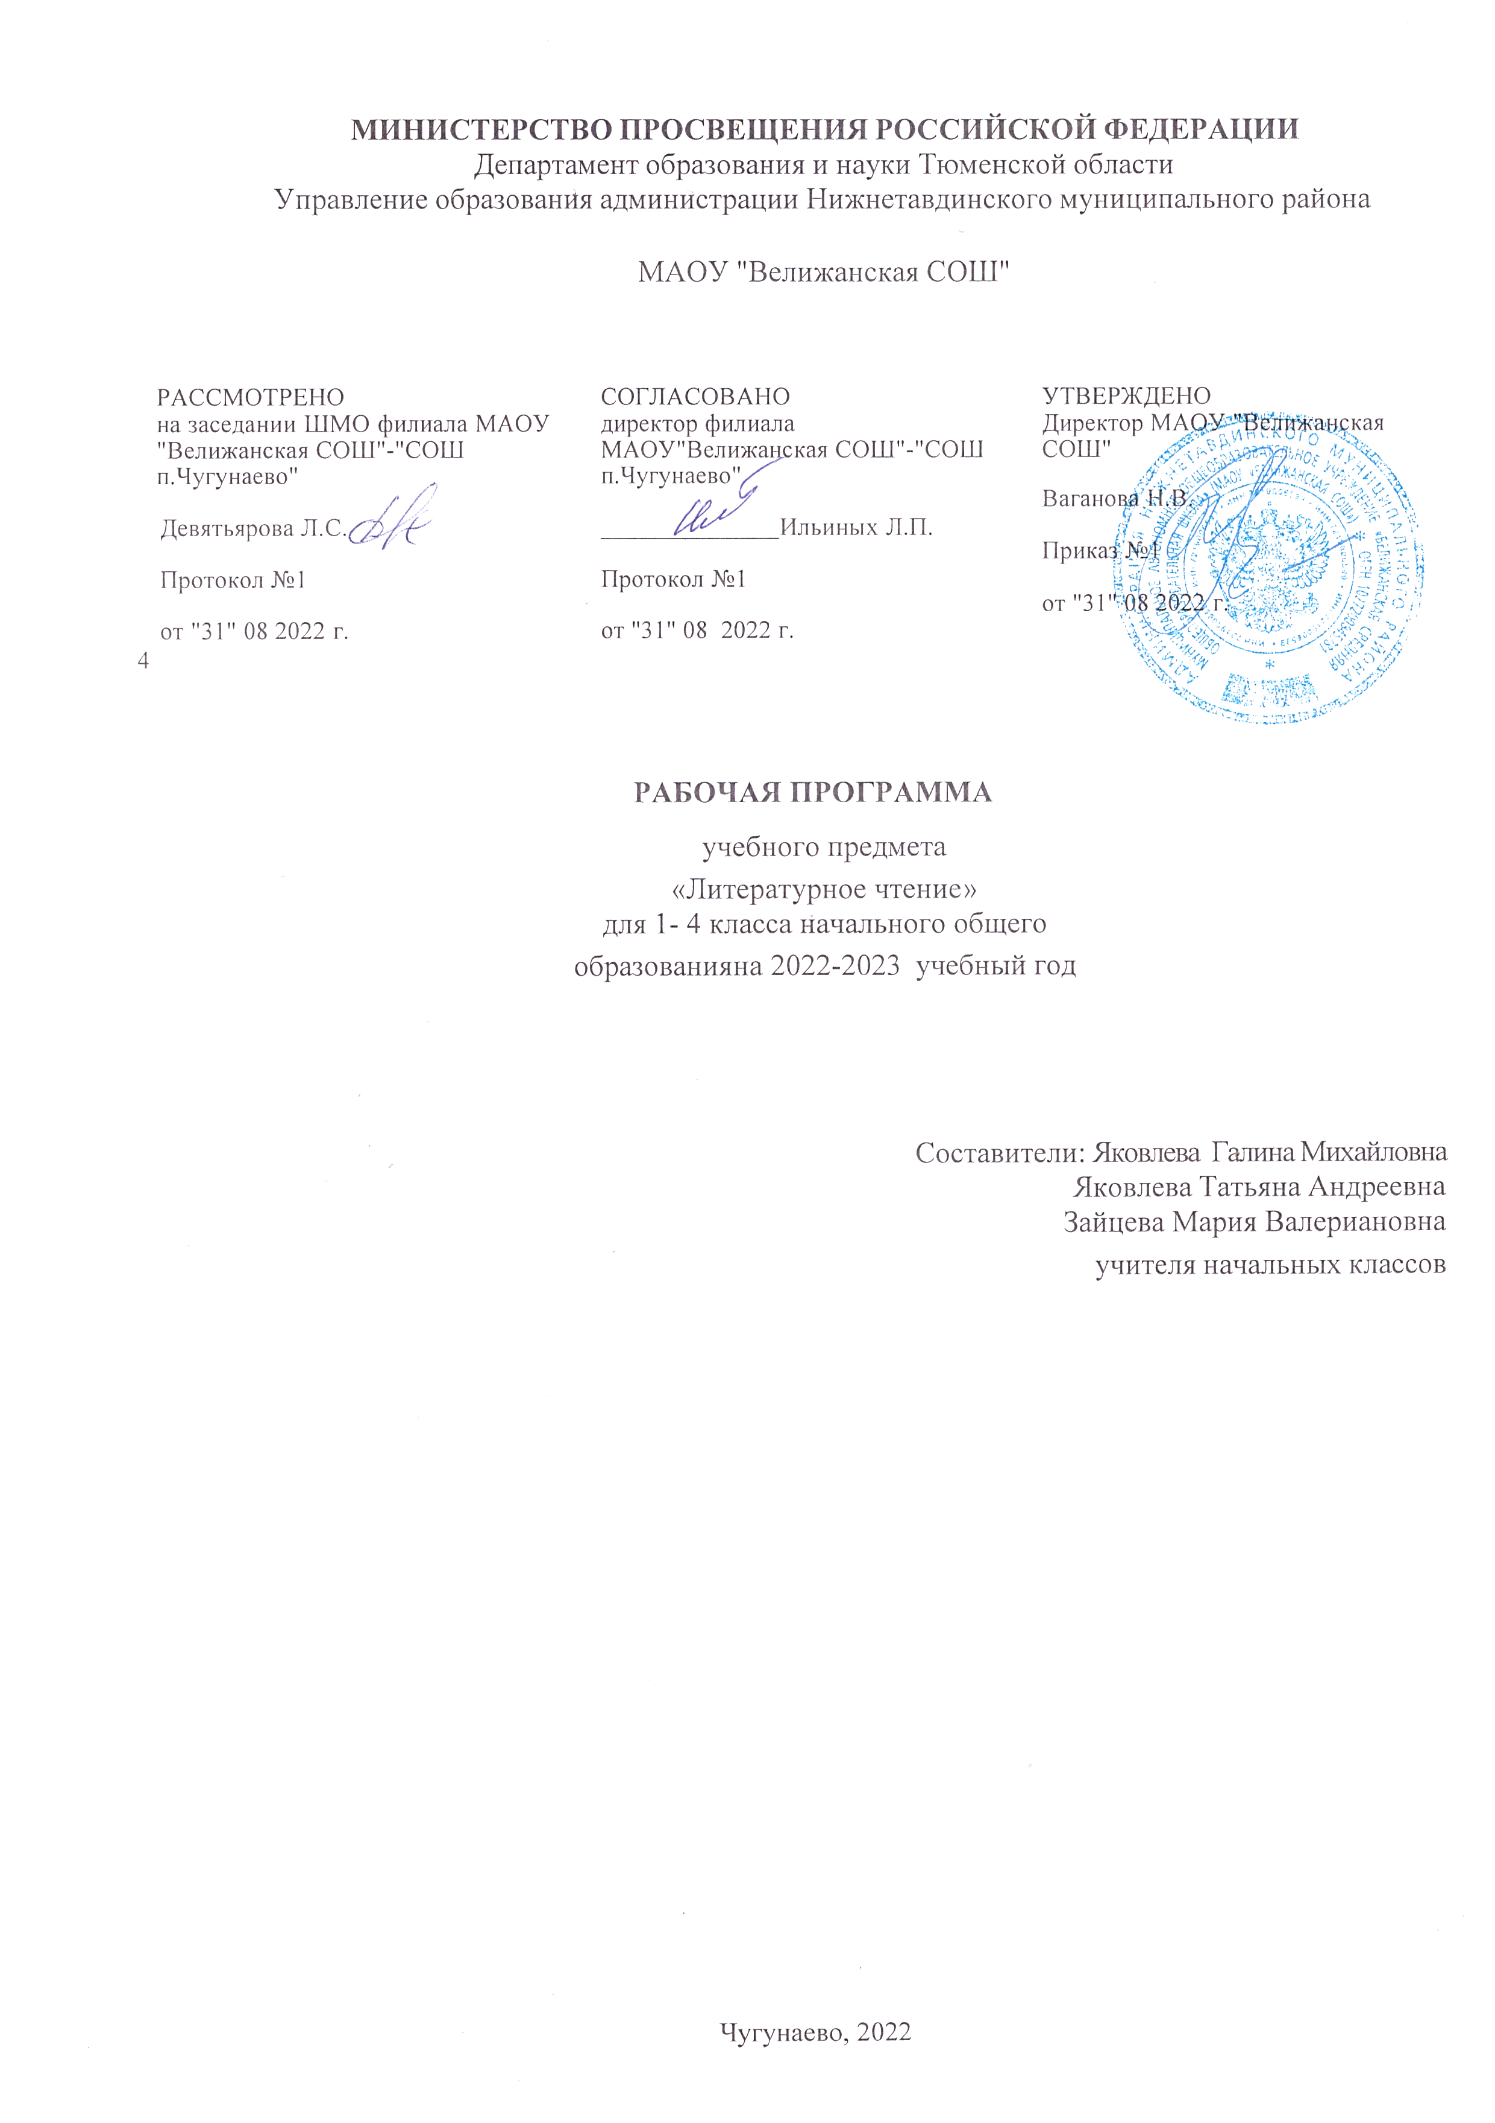 МИНИСТЕРСТВО ПРОСВЕЩЕНИЯ РОССИЙСКОЙ ФЕДЕРАЦИИ
Департамент образования и науки Тюменской области
Управление образования администрации Нижнетавдинского муниципального района
МАОУ "Велижанская СОШ"
РАССМОТРЕНО
на заседании ШМО филиала МАОУ
"Велижанская СОШ"-"СОШ
п.Чугунаево"
Девятьярова Л.С.
Протокол №1
от "31" 08 2022 г.
4
СОГЛАСОВАНО
директор филиала
МАОУ"Велижанская СОШ"-"СОШ
п.Чугунаево"
Ильиных Л.П.
Протокол №1
от "31" 08  2022 г.
УТВЕРЖДЕНО
Директор МАОУ "Велижанская
СОШ"
Ваганова Н.В.
Приказ №1
от "31" 08 2022 г.
РАБОЧАЯ ПРОГРАММА
учебного предмета
«Литературное чтение»
для 1- 4 класса начального общего
образованияна 2022-2023  учебный год
Составители: Яковлева  Галина Михайловна
Яковлева Татьяна Андреевна
Зайцева Мария Валериановна
учителя начальных классов
Чугунаево, 2022